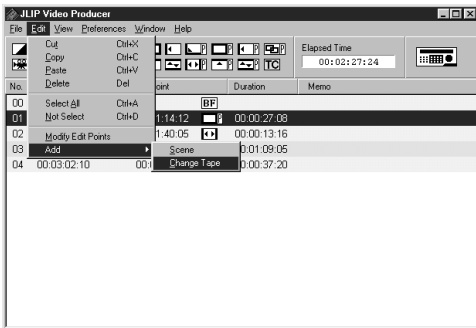 JLIP Video Producer
File Edit View Preferences Window Help
Cut Ctrl+X
Copy Ctrl+C
Paste Ctrl+V
Delete Del
Select All Ctrl+A
Not Select Ctrl+D
Modify Edit Points
Add
Scene
Change Tape
P P P P
P P P TC
Elapsed Time
00:02:27:24
No. oint Duration Memo
00 BF
01 1:14:12 P 00:00:27:08
02 1:40:05 00:00:13:16
03 0:01:09:05
04 00:03:02:10 00: 0:00:37:20